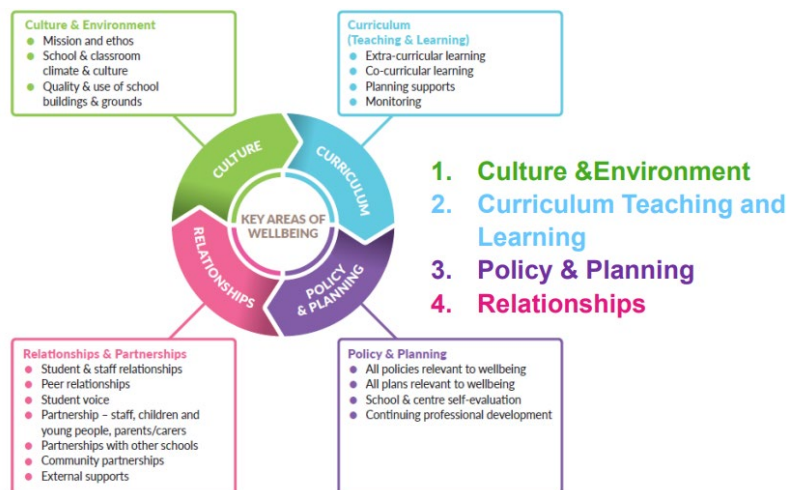 Culture & Environment
Mission and ethos
School & classroom
climate & culture
Quality & use of school
buildings & grounds
Curriculum
(Teaching & Learning)
Extra-curricular learning
Co-curricular learning
Planning supports
Monitoring
CULTURE
CURRICULUM
KEY AREAS OF
WELLBEING
RELATIONSHIPS
POLICY
& PLANNING
1. Culture &Environment
2. Curriculum Teaching and
Learning
3. Policy & Planning
4. Relationships
Relationships & Partnerships
Student & staff relationships
Peer relationships
Student voice
Partnership – staff, children and
young people, parents/carers
Partnerships with other schools
Community partnerships
External supports
Policy & Planning
All policies relevant to wellbeing
All plans relevant to wellbeing
School & centre self-evaluation
Continuing professional development